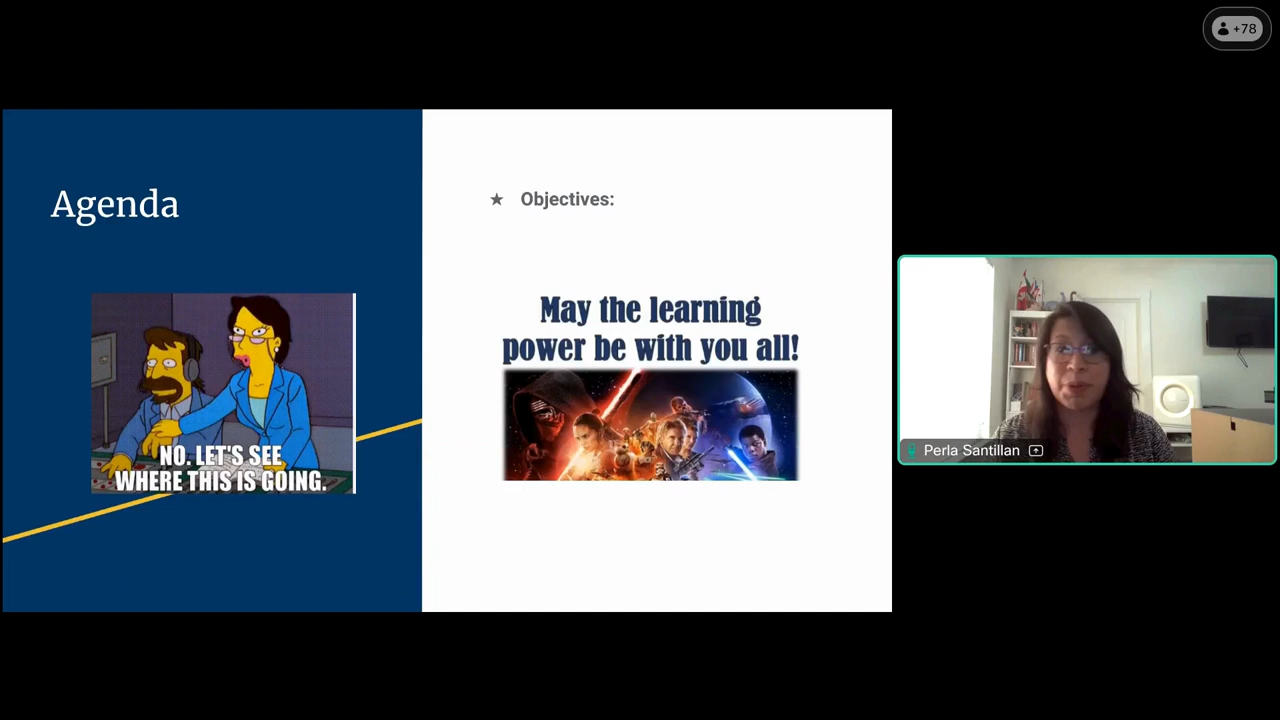 +78
Agenda
★ Objectives:
May the learning
power be with you all!
NO. LET'S SEE
WHERE THIS IS GOING.
Perla Santillan